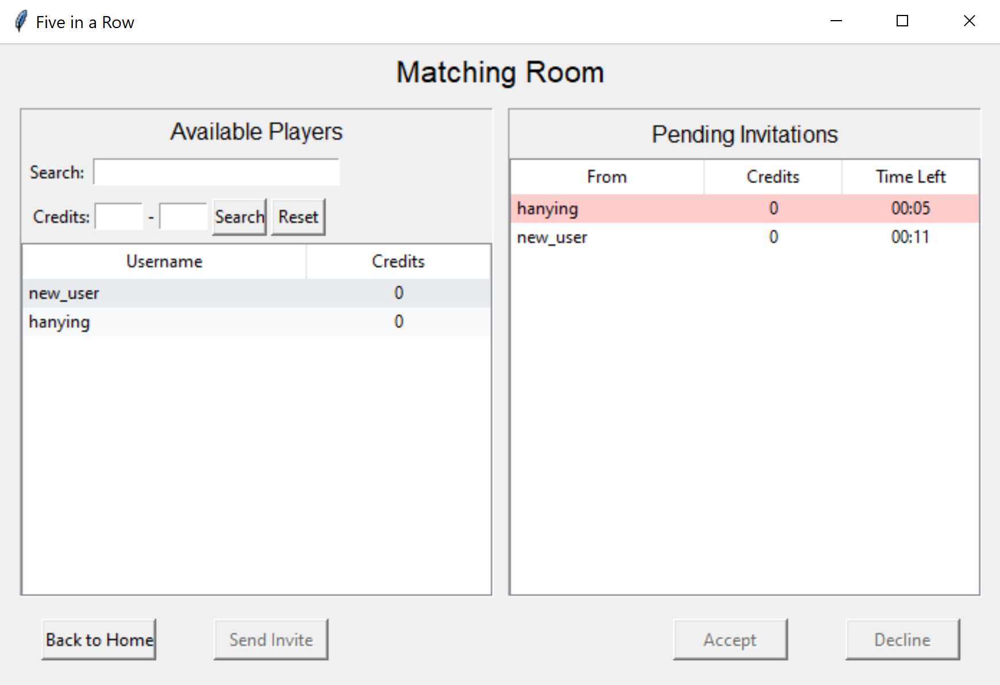 Five in a Row
Matching Room
Available Players
Search:
Credits: - Search Reset
Username Credits
new_user 0
hanying 0
Pending Invitations
From Credits Time Left
hanying 0 00:05
new_user 0 00:11
Back to Home Send Invite Accept Decline